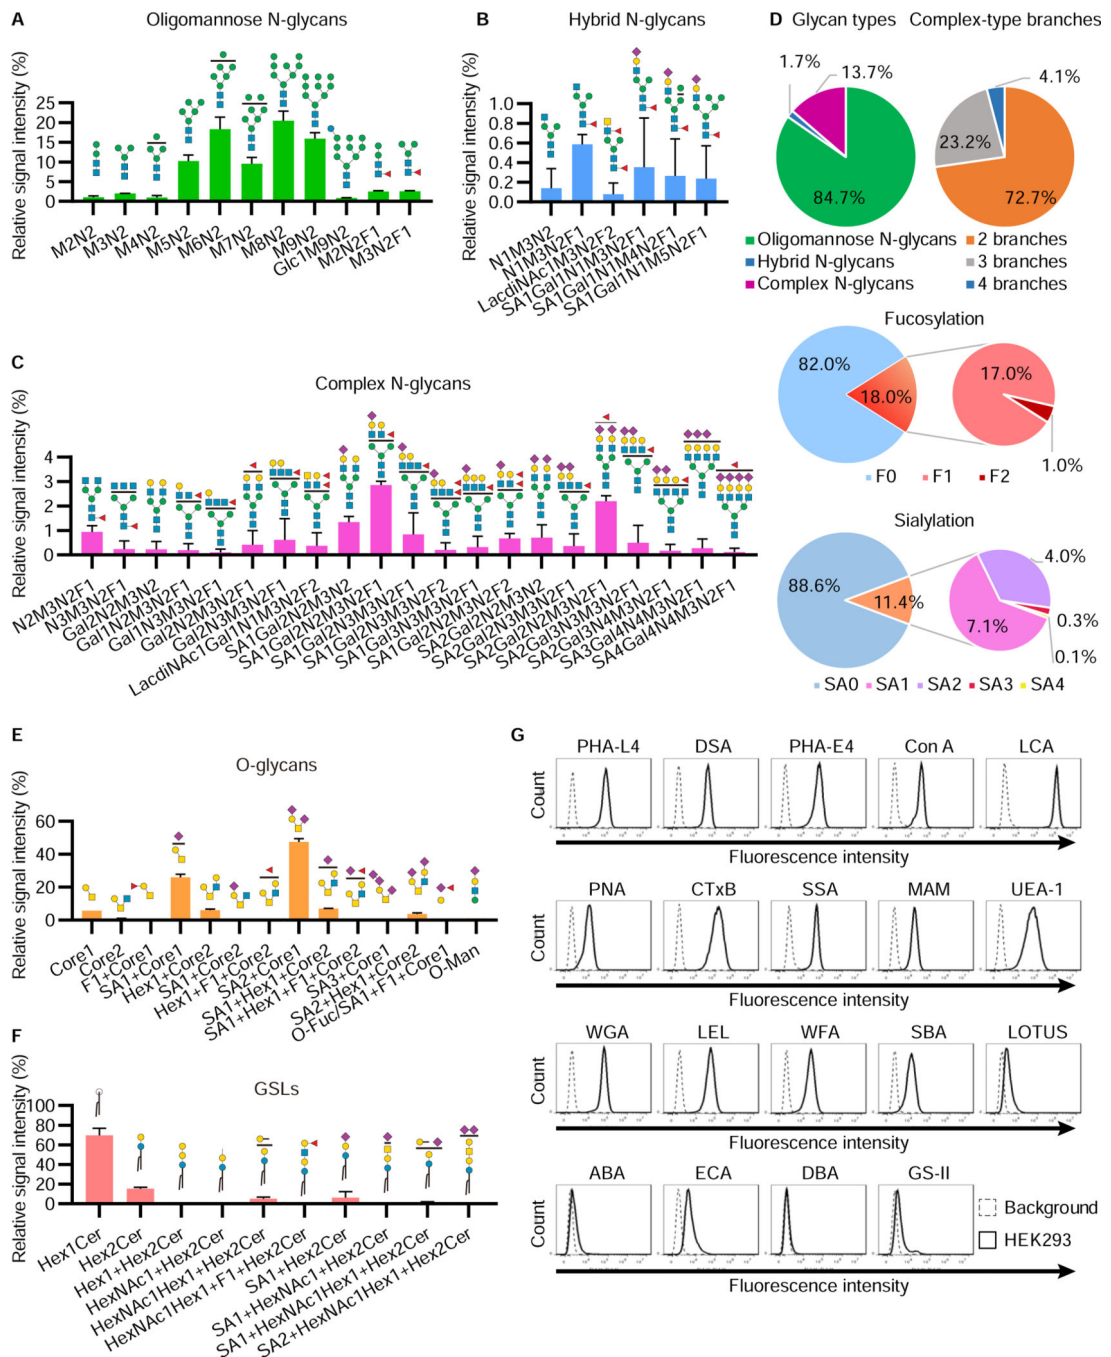 A
Oligomannose N-glycans
Relative signal intensity (%)
25
20
15
10
5
0
M2N2
M3N2
M4N2
M5N2
M6N2
M7N2
M8N2
M9N2
Glc1M9N2
M2N2F1
M3N2F1
B
Hybrid N-glycans
Relative signal intensity (%)
1.0
0.8
0.6
0.4
0.2
0.0
N1M3N2
N1M3N2F1
LacdiNAc1M3N2F2
SA1Gal1N1M3N2F1
SA1Gal1N1M4N2F1
SA1Gal1N1M5N2F1
D
Glycan types
Complex-type branches
1.7%
13.7%
84.7%
4.1%
23.2%
72.7%
Oligomannose N-glycans
Hybrid N-glycans
Complex N-glycans
2 branches
3 branches
4 branches
Fucosylation
82.0%
18.0%
17.0%
1.0%
F0
F1
F2
Sialylation
88.6%
11.4%
4.0%
7.1%
0.3%
0.1%
SA0
SA1
SA2
SA3
SA4
C
Complex N-glycans
Relative signal intensity (%)
4
3
2
1
0
N2M3N2F1
N3M3N2F1
Gal2N2M3N2
Gal1N2M3N2F1
Gal1N3M3N2F1
Gal2N2M3N2F1
Gal2N3M3N2F1
LacdiNAc1Gal1N1M3N2F2
SA1Gal2N2M3N2
SA1Gal2N2M3N2F1
SA1Gal2N3M3N2F1
SA1Gal3N3M3N2F1
SA1Gal2N2M3N2F2
SA2Gal2N2M3N2
SA2Gal2N3M3N2F1
SA2Gal2N2M3N2F1
SA2Gal3N3M3N2F1
SA2Gal3N4M3N2F1
SA3Gal4N4M3N2F1
SA4Gal4N4M3N2F1
E
O-glycans
Relative signal intensity (%)
60
40
20
0
Core1
Core2
F1+Core1
SA1+Core1
Hex1+Core2
SA1+Core2
Hex1+F1+Core2
SA2+Core1
SA1+Hex1+Core2
SA1+Hex1+F1+Core2
SA3+Core1
SA2+Hex1+Core2
O-Fuc/SA1+F1+Core1
O-Man
F
GSLs
Relative signal intensity (%)
100
80
60
40
20
0
Hex1Cer
Hex2Cer
Hex1+Hex2Cer
HexNAc1+Hex2Cer
HexNAc1Hex1+Hex2Cer
HexNAc1Hex1+F1+Hex2Cer
SA1+Hex2Cer
SA1+HexNAc1+Hex2Cer
SA1+HexNAc1Hex1+Hex2Cer
SA2+HexNAc1Hex1+Hex2Cer
G
PHA-L4
DSA
PHA-E4
Con A
LCA
Count
Fluorescence intensity
PNA
CTxB
SSA
MAM
UEA-1
Count
Fluorescence intensity
WGA
LEL
WFA
SBA
LOTUS
Count
Fluorescence intensity
ABA
ECA
DBA
GS-II
Count
Background
HEK293
Fluorescence intensity